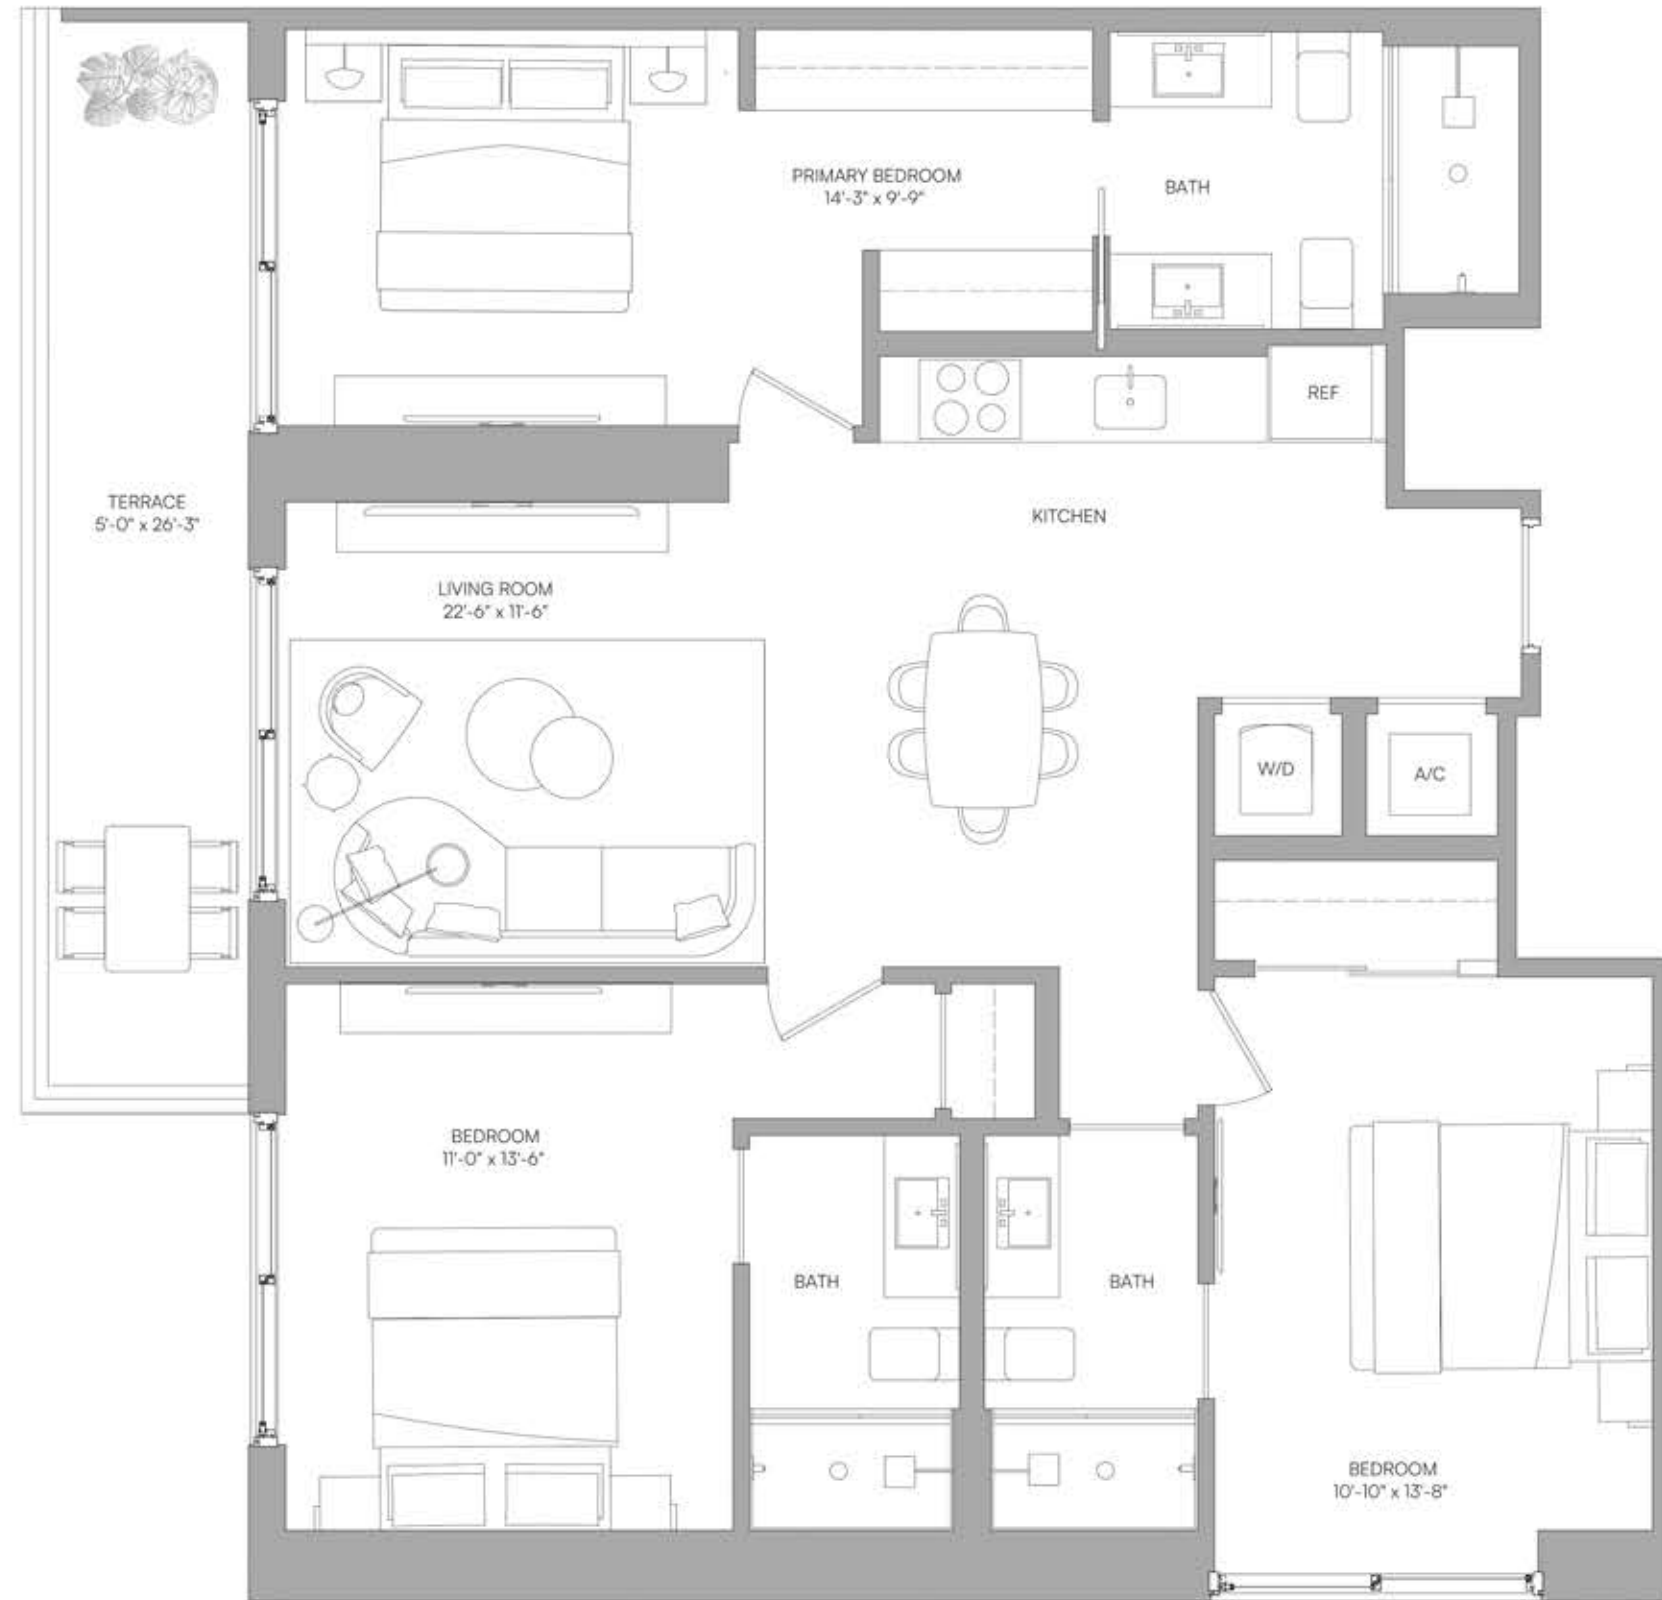 PRIMARY BEDROOM
14'-3" x 9'-9"
BATH
REF
TERRACE
5'-0" x 26'-3"
KITCHEN
LIVING ROOM
22'-6" x 11'-6"
W/D
A/C
BEDROOM
11'-0" x 13'-6"
BATH
BATH
BEDROOM
10'-10" x 13'-8"